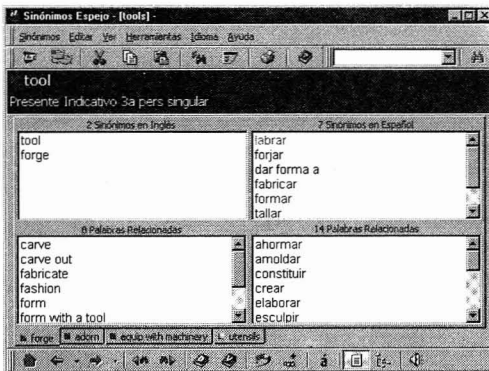 Sinónimos Espejo - [tools] -
Sinónimos Editar Ver Herramientas Idioma Ayuda
tool
Presente Indicativo 3a pers singular
2 Sinónimos en Inglés
tool
forge
7 Sinónimos en Español
labrar
forjar
dar forma a
fabricar
formar
tallar
8 Palabras Relacionadas
carve
carve out
fabricate
fashion
form
form with a tool
14 Palabras Relacionadas
ahormar
amoldar
constituir
crear
elaborar
esculpir
forge adorn equip with machinery utensils